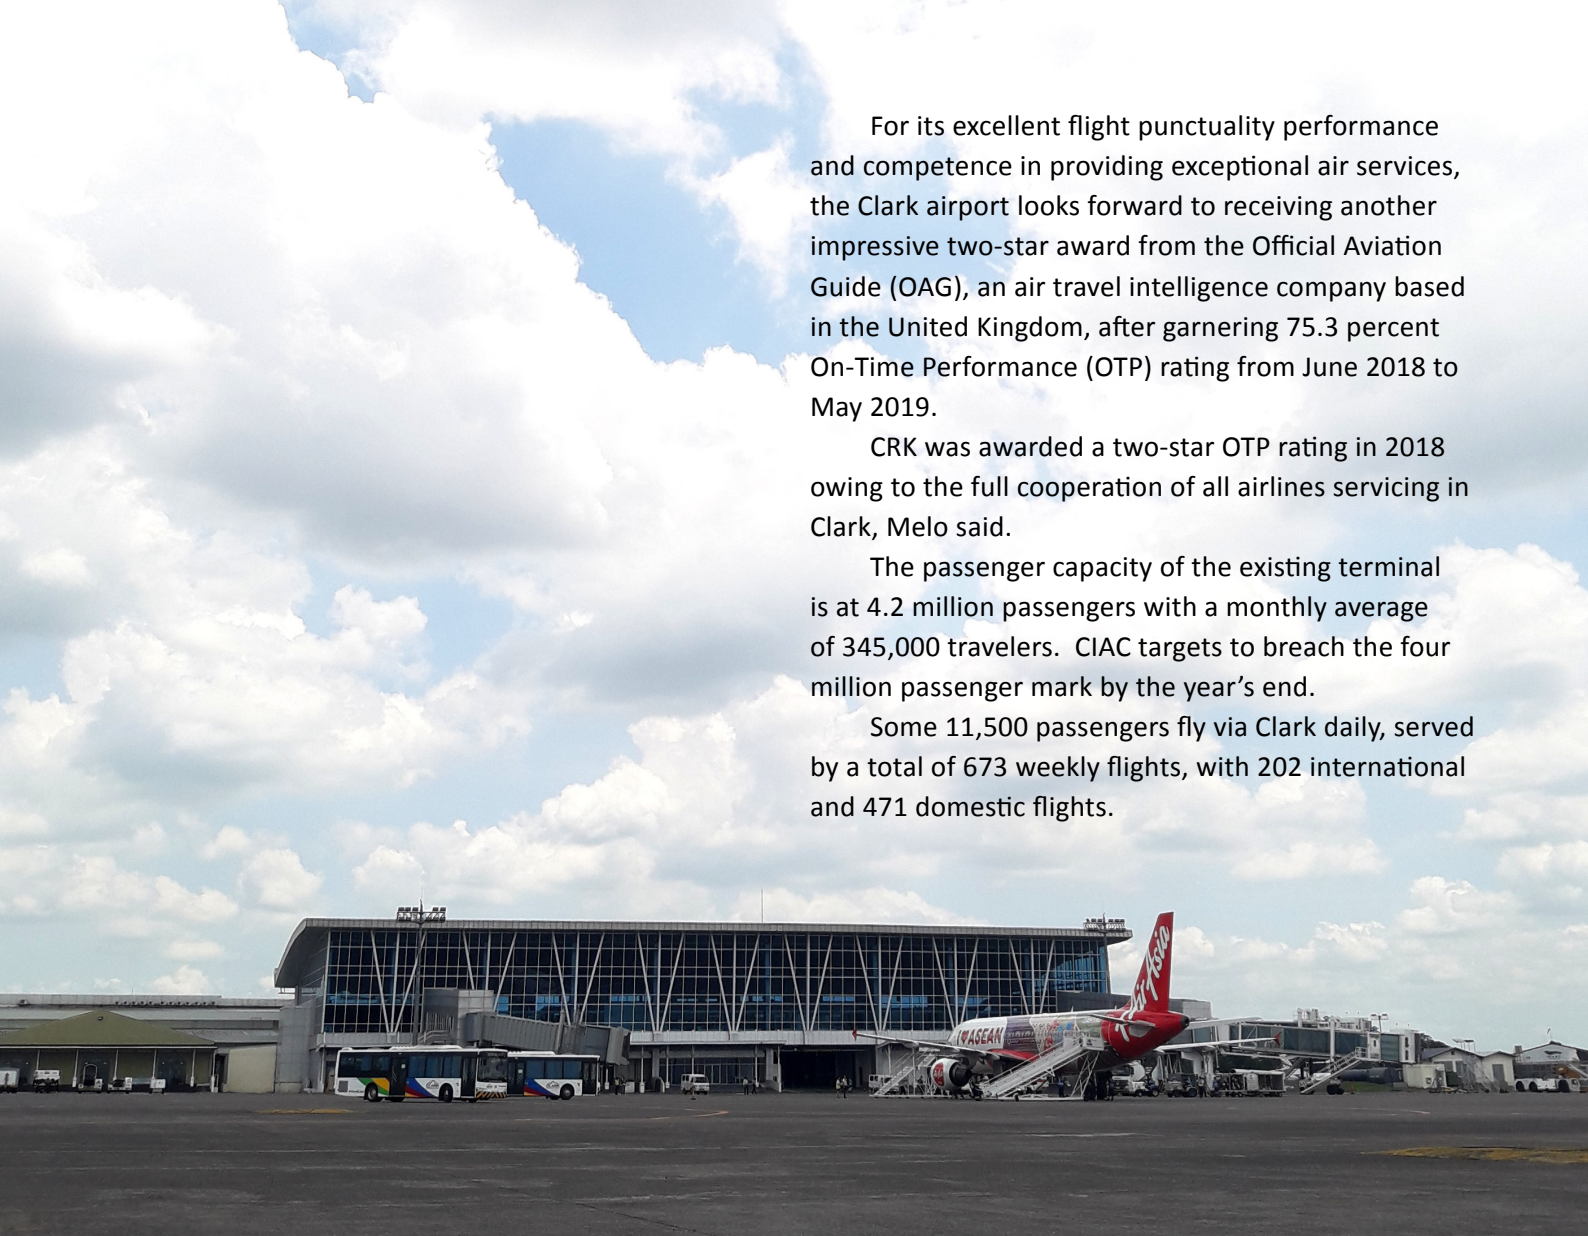 For its excellent flight punctuality performance
and competence in providing exceptional air services,
the Clark airport looks forward to receiving another
impressive two-star award from the Official Aviation
Guide (OAG), an air travel intelligence company based
in the United Kingdom, after garnering 75.3 percent
On-Time Performance (OTP) rating from June 2018 to
May 2019.
CRK was awarded a two-star OTP rating in 2018
owing to the full cooperation of all airlines servicing in
Clark, Melo said.
The passenger capacity of the existing terminal
is at 4.2 million passengers with a monthly average
of 345,000 travelers.  CIAC targets to breach the four
million passenger mark by the year’s end.
Some 11,500 passengers fly via Clark daily, served
by a total of 673 weekly flights, with 202 international
and 471 domestic flights.
AirAsia
ASEAN